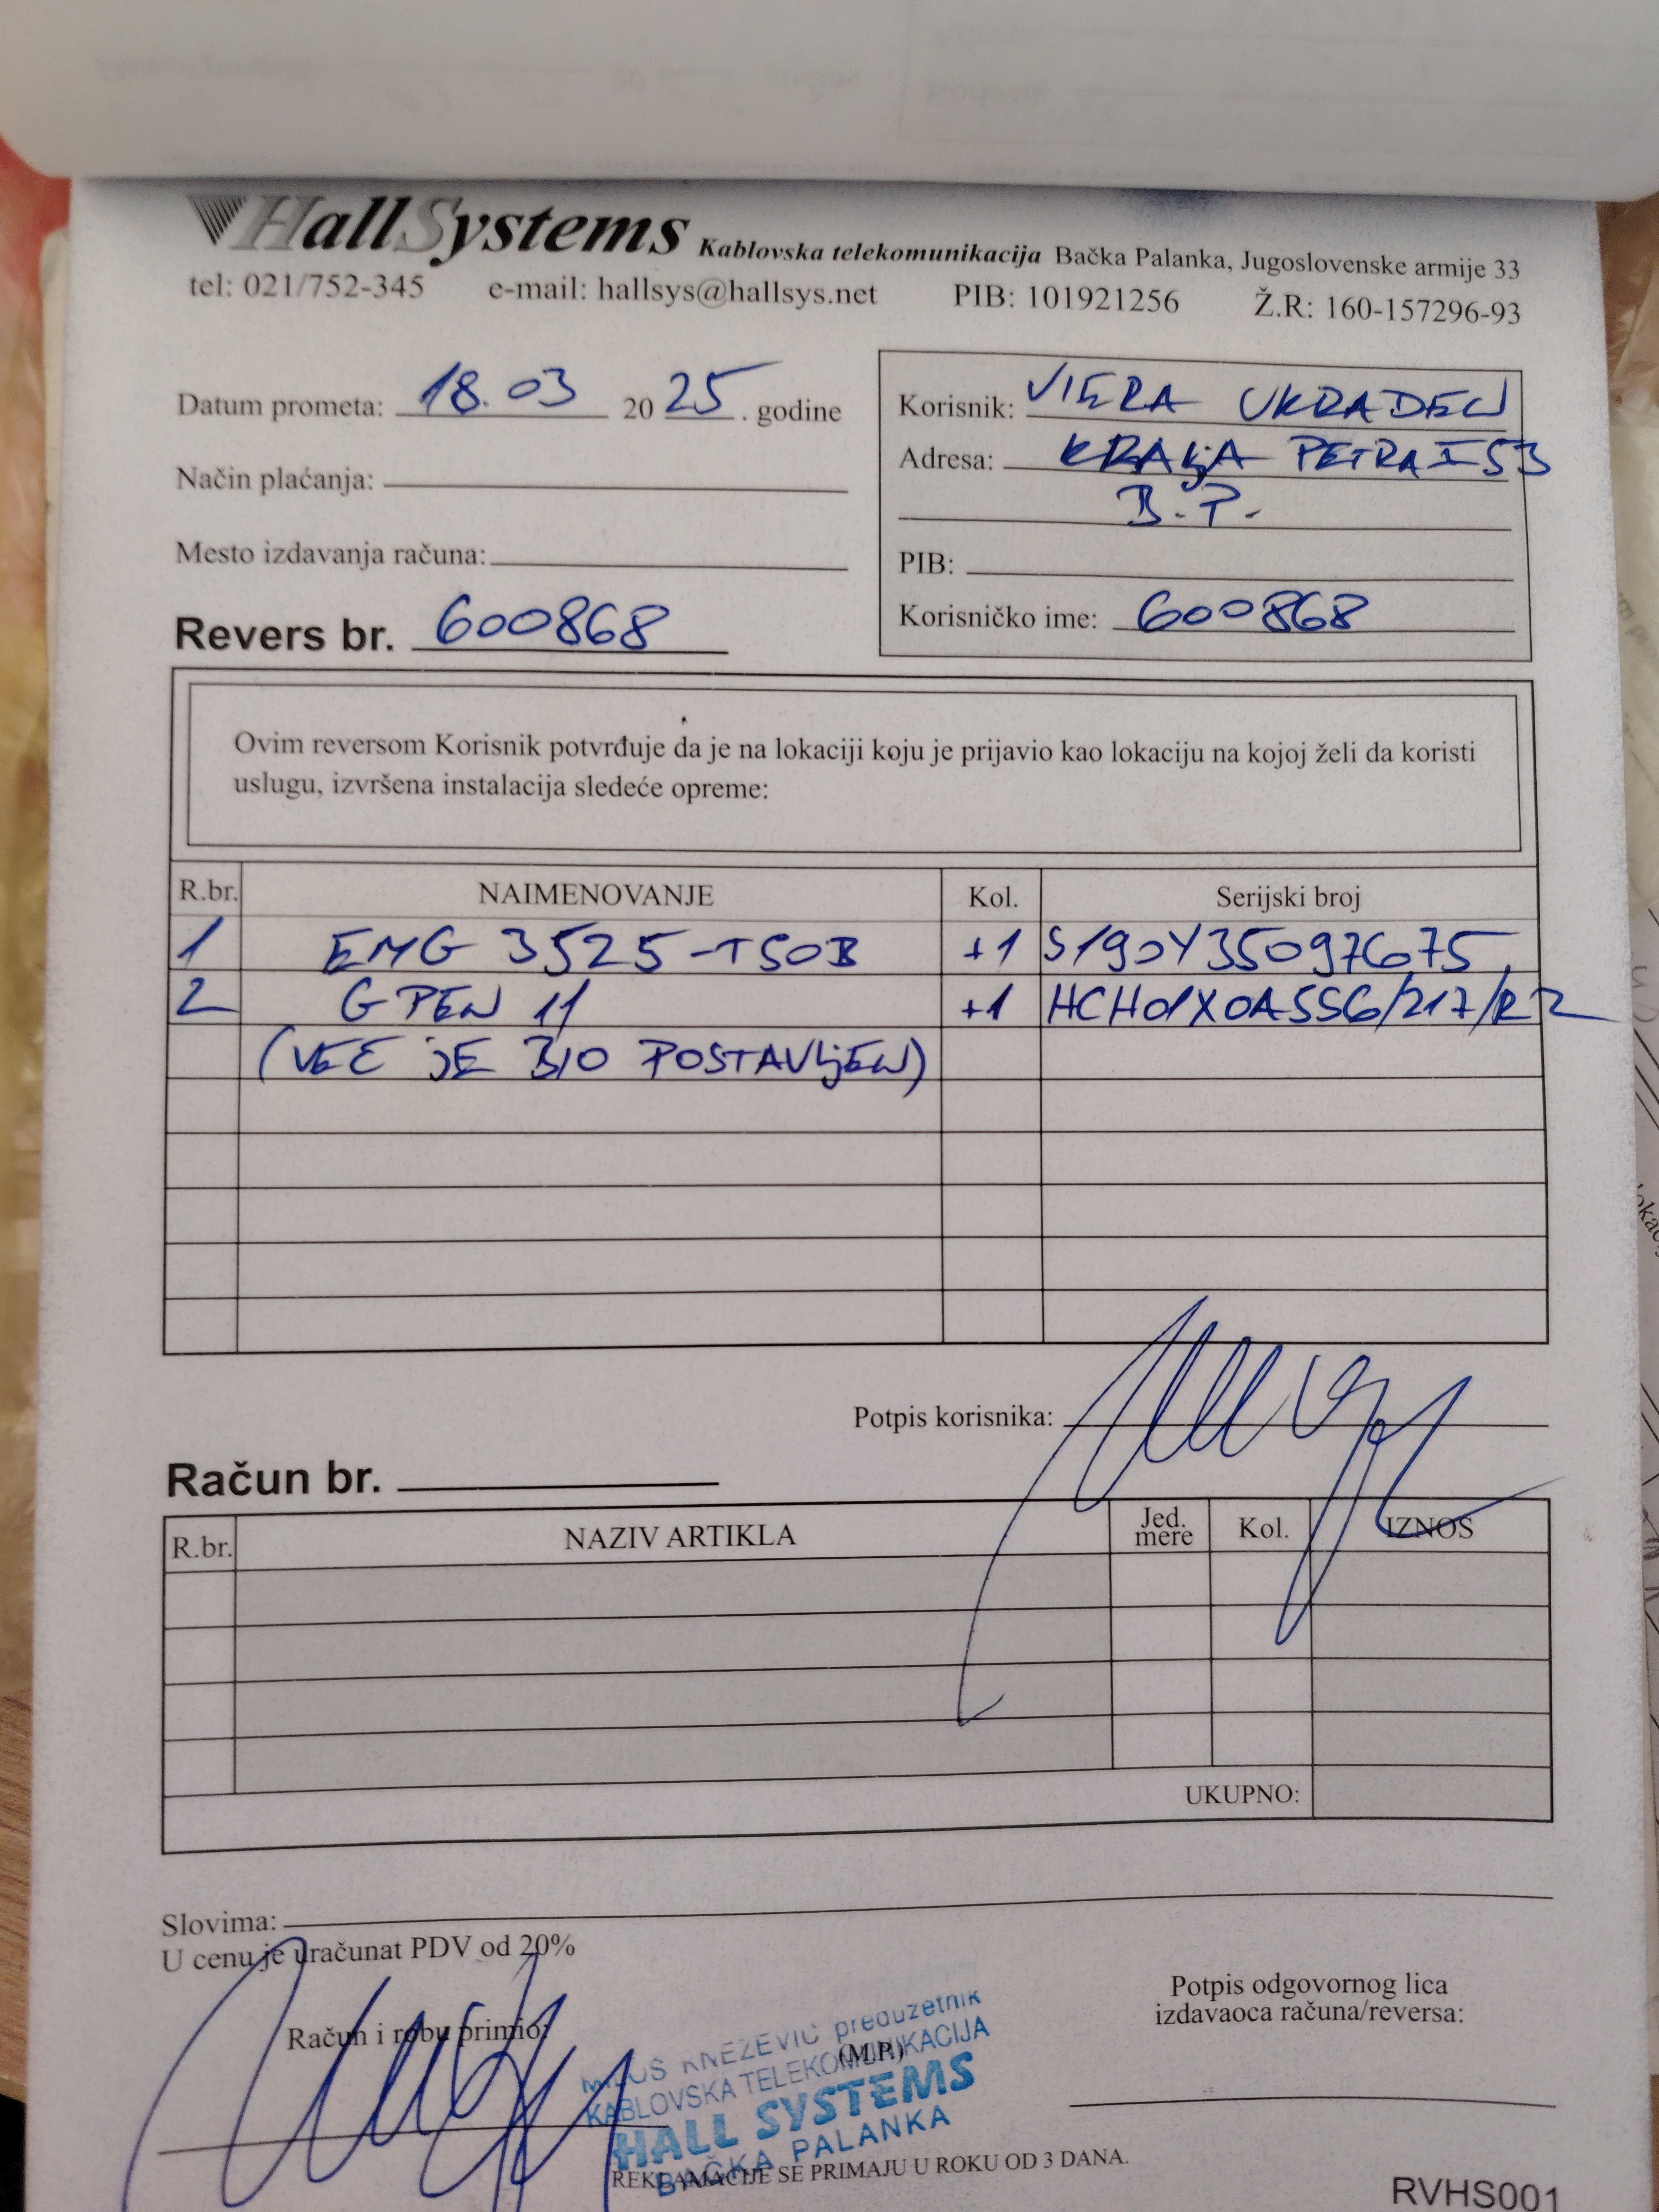 HallSystems Kablovska telekomunikacija Bačka Palanka, Jugoslovenske armije 33
tel: 021/752-345 e-mail: hallsys@hallsys.net PIB: 101921256 Ž.R: 160-157296-93
Datum prometa: 18.03 2025. godine
Način plaćanja:
Mesto izdavanja računa:
Revers br. 600868
Korisnik: VIERA UKRADEN
Adresa: KRALjA PETRA I 53
B.P.
PIB:
Korisničko ime: 600868
Ovim reversom Korisnik potvrđuje da je na lokaciji koju je prijavio kao lokaciju na kojoj želi da koristi
uslugu, izvršena instalacija sledeće opreme:
R.br. NAIMENOVANJE Kol. Serijski broj
1 EMG 3525-T50B +1 S190Y35097675
2 GPEN 11 +1
(VEĆ JE BIO POSTAVLjEN)
Potpis korisnika:
Račun br.
R.br. NAZIV ARTIKLA Jed. mere Kol. IZNOS
UKUPNO:
Slovima:
U cenu je uračunat PDV od 20%
Račun i robu primio:
Potpis odgovornog lica
izdavaoca računa/reversa:
(M.P.)
MILOŠ KNEŽEVIĆ preduzetnik
KABLOVSKA TELEKOMUNIKACIJA
HALL SYSTEMS
BAČKA PALANKA
REKLAMACIJE SE PRIMAJU U ROKU OD 3 DANA.
RVHS001